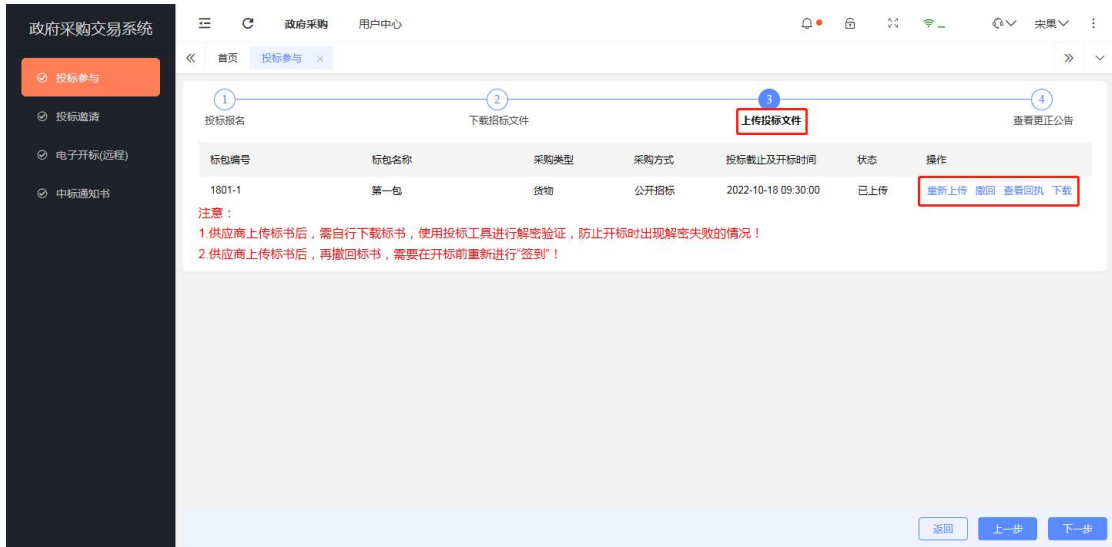 政府采购交易系统
政府采购 用户中心 宋果
首页 投标参与 ×
投标参与
投标邀请
电子开标(远程)
中标通知书
1 2 3 4
投标报名 下载招标文件 上传投标文件 查看更正公告
标包编号 标包名称 采购类型 采购方式 投标截止及开标时间 状态 操作
1801-1 第一包 货物 公开招标 2022-10-18 09:30:00 已上传 重新上传 撤回 查看回执 下载
注意：
1.供应商上传标书后，需自行下载标书，使用投标工具进行解密验证，防止开标时出现解密失败的情况！
2.供应商上传标书后，再撤回标书，需要在开标前重新进行“签到”！
返回 上一步 下一步